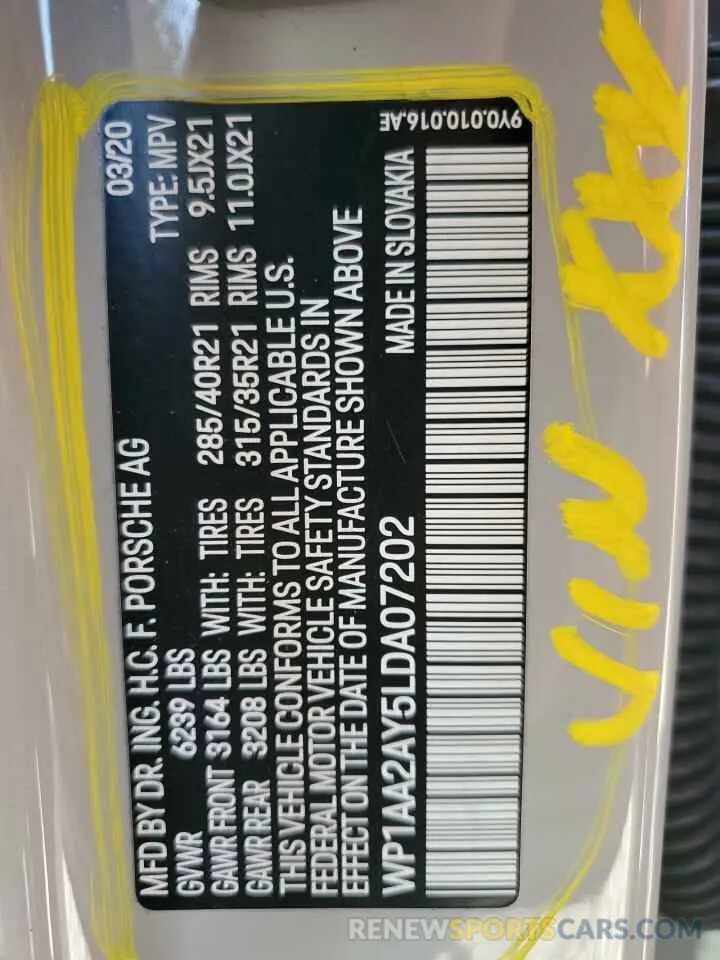 MFD BY DR. ING. H.C. F. PORSCHE AG 03/20
GVWR 6239 LBS TYPE: MPV
GAWR FRONT 3164 LBS WITH: TIRES 285/40R21 RIMS 9.5JX21
GAWR REAR 3208 LBS WITH: TIRES 315/35R21 RIMS 11.0JX21
THIS VEHICLE CONFORMS TO ALL APPLICABLE U.S.
FEDERAL MOTOR VEHICLE SAFETY STANDARDS IN
EFFECT ON THE DATE OF MANUFACTURE SHOWN ABOVE
WP1AA2AY5LDA07202 MADE IN SLOVAKIA
9Y0.010.016.AE
VIN
RENEWSPORTSCARS.COM